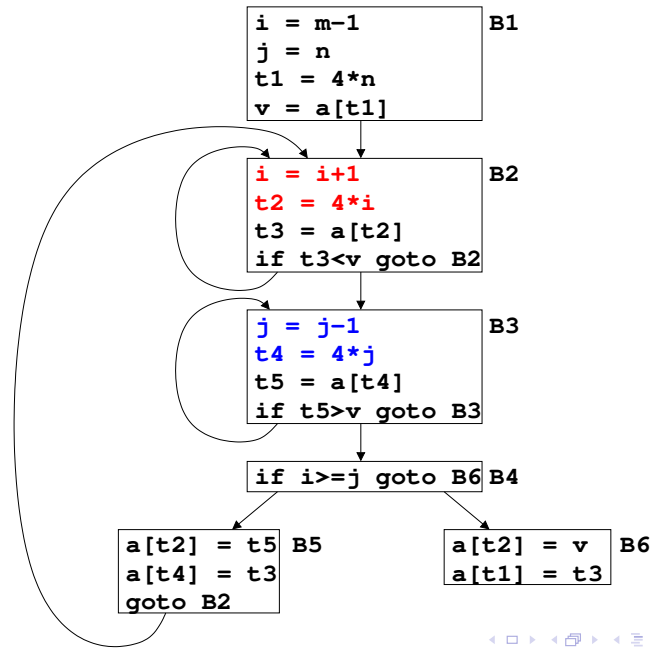 i = m−1 B1
j = n
t1 = 4*n
v = a[t1]
i = i+1 B2
t2 = 4*i
t3 = a[t2]
if t3<v goto B2
j = j−1 B3
t4 = 4*j
t5 = a[t4]
if t5>v goto B3
if i>=j goto B6 B4
a[t2] = t5 B5
a[t4] = t3
goto B2
a[t2] = v B6
a[t1] = t3